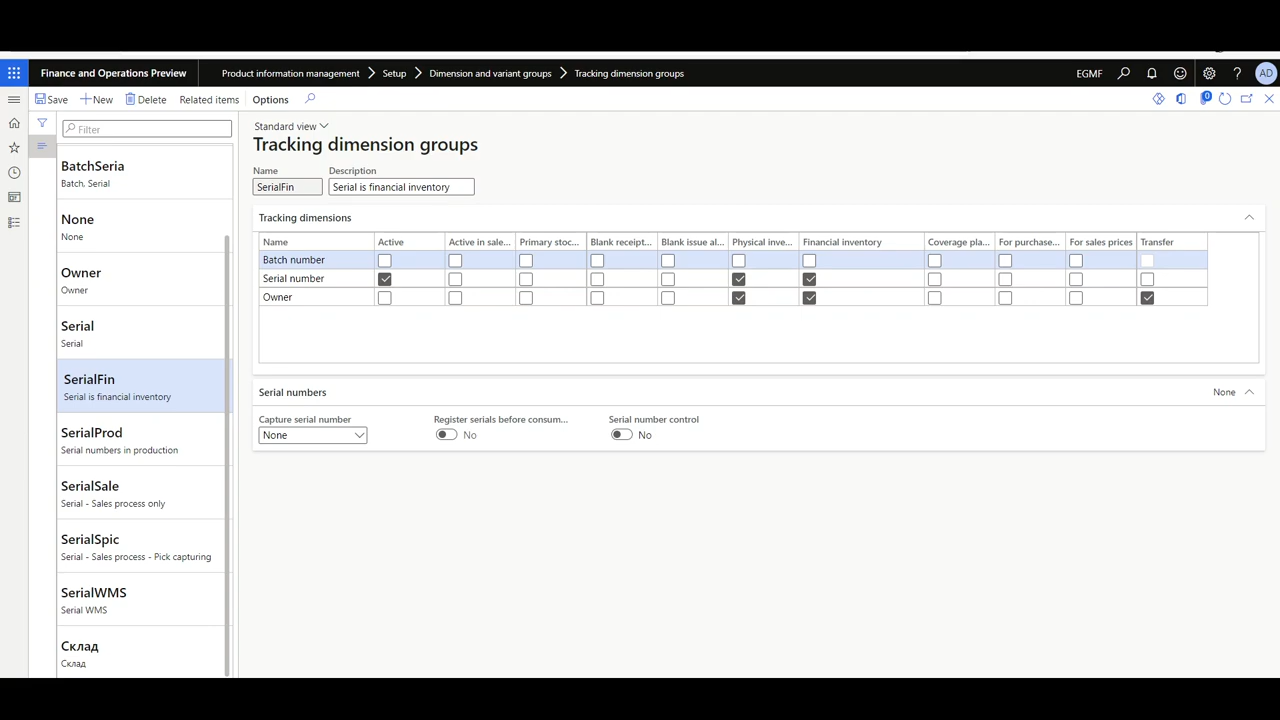 Finance and Operations Preview
Product information management > Setup > Dimension and variant groups > Tracking dimension groups
EGMF
? AD
Save New Delete Related items Options
0
Filter
BatchSeria
Batch, Serial
None
None
Owner
Owner
Serial
Serial
SerialFin
Serial is financial inventory
SerialProd
Serial numbers in production
SerialSale
Serial - Sales process only
SerialSpic
Serial - Sales process - Pick capturing
SerialWMS
Serial WMS
Склад
Склад
Standard view
Tracking dimension groups
Name Description
SerialFin Serial is financial inventory
Tracking dimensions
Name Active Active in sale... Primary stoc... Blank receipt... Blank issue al... Physical inve... Financial inventory Coverage pla... For purchase... For sales prices Transfer
Batch number
Serial number
Owner
Serial numbers None
Capture serial number Register serials before consum... Serial number control
None No No